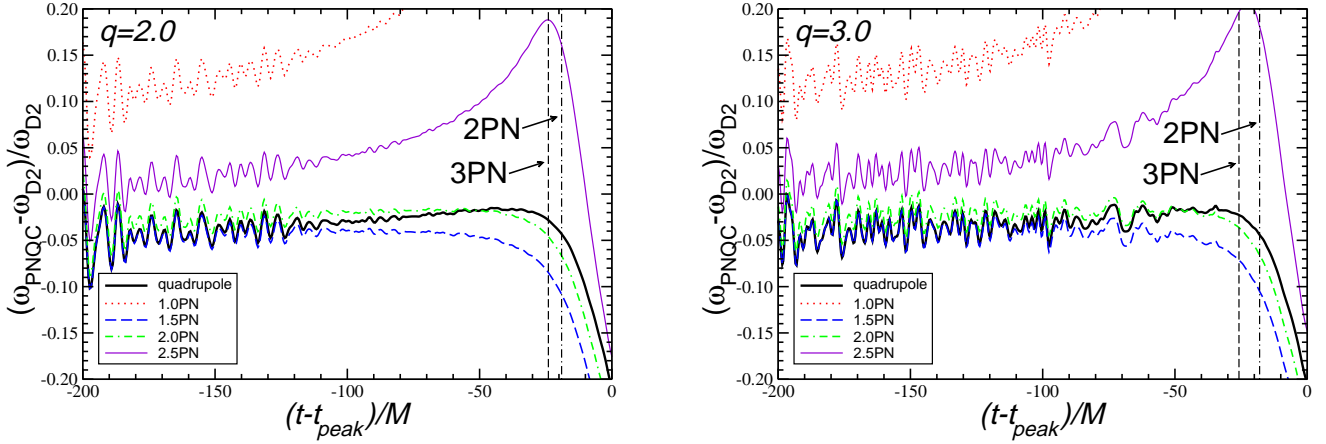 q=2.0
(ω_PNQC-ω_D2)/ω_D2
0.20
0.15
0.10
0.05
0.00
-0.05
-0.10
-0.15
-0.20
2PN
3PN
quadrupole
1.0PN
1.5PN
2.0PN
2.5PN
-200
-150
-100
-50
0
(t-t_peak)/M
q=3.0
(ω_PNQC-ω_D2)/ω_D2
0.20
0.15
0.10
0.05
0.00
-0.05
-0.10
-0.15
-0.20
2PN
3PN
quadrupole
1.0PN
1.5PN
2.0PN
2.5PN
-200
-150
-100
-50
0
(t-t_peak)/M